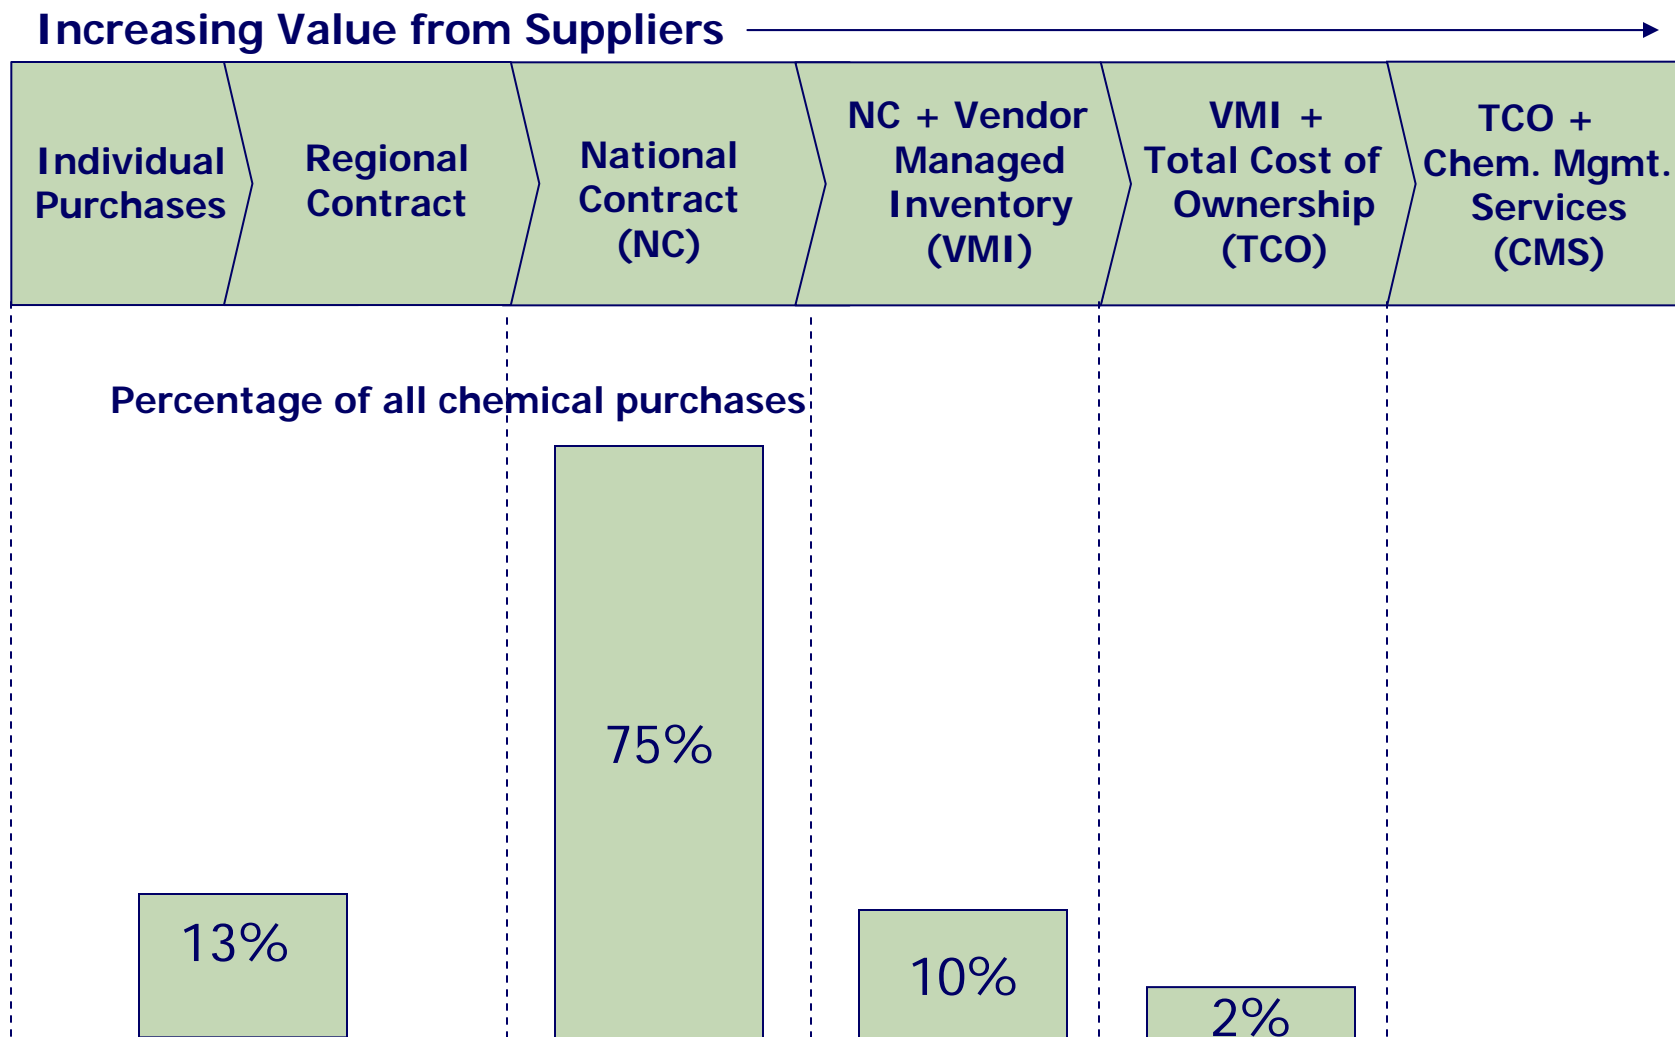 Increasing Value from Suppliers
Individual
Purchases
Regional
Contract
National
Contract
(NC)
NC + Vendor
Managed
Inventory
(VMI)
VMI +
Total Cost of
Ownership
(TCO)
TCO +
Chem. Mgmt.
Services
(CMS)
Percentage of all chemical purchases
13%
75%
10%
2%